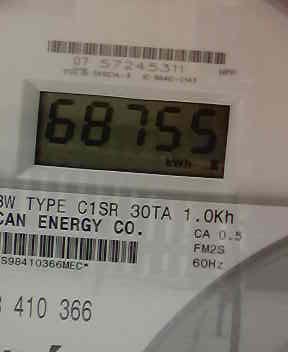 07 57245311
68755
kWh
3W TYPE C1SR 30TA 1.0Kh
CAN ENERGY CO.
CA 0.5
FM2S
60Hz
S98410366MEC*
410 366